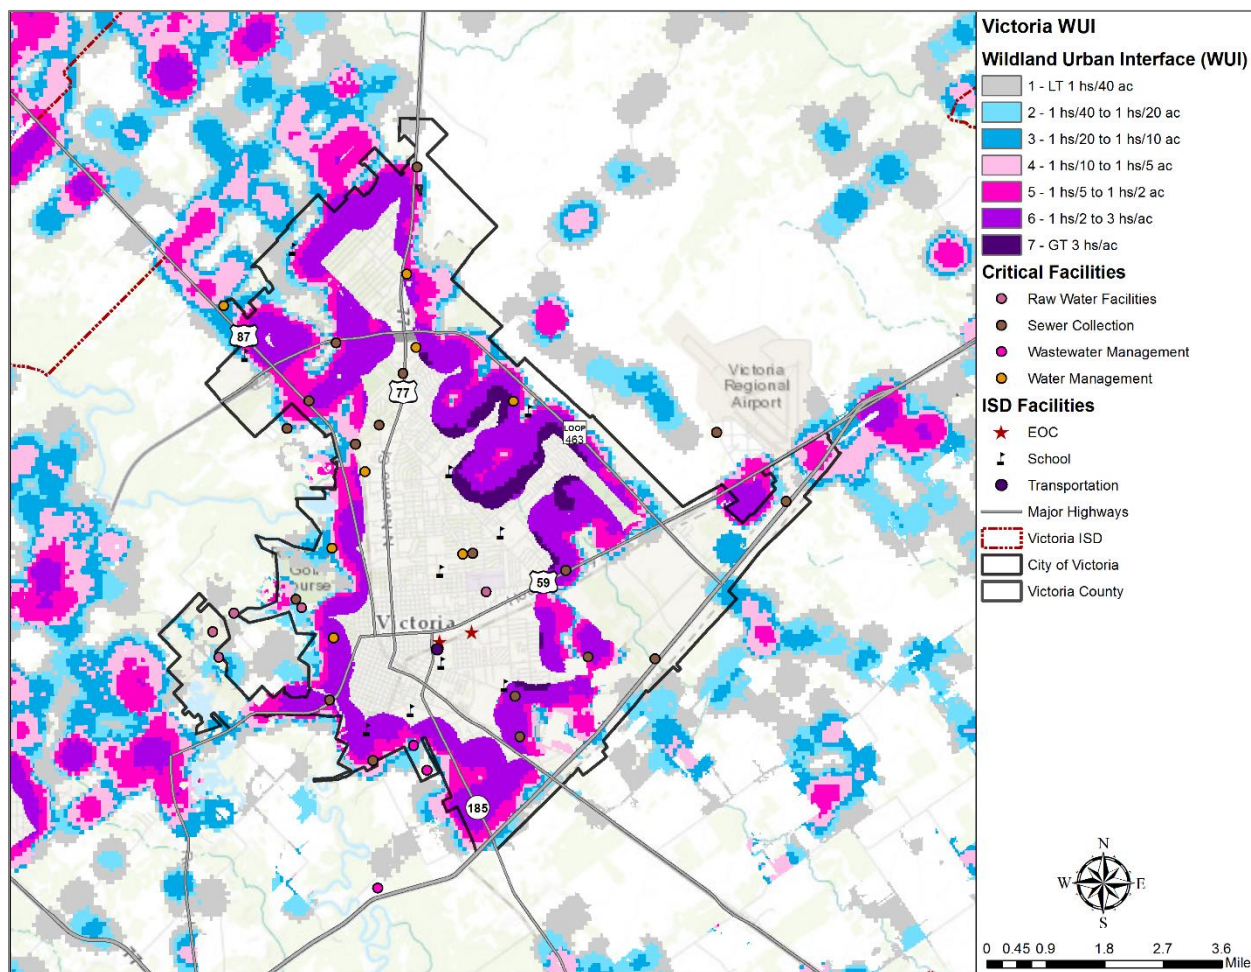 Victoria WUI
Wildland Urban Interface (WUI)
1 - LT 1 hs/40 ac
2 - 1 hs/40 to 1 hs/20 ac
3 - 1 hs/20 to 1 hs/10 ac
4 - 1 hs/10 to 1 hs/5 ac
5 - 1 hs/5 to 1 hs/2 ac
6 - 1 hs/2 to 3 hs/ac
7 - GT 3 hs/ac
Critical Facilities
Raw Water Facilities
Sewer Collection
Wastewater Management
Water Management
ISD Facilities
EOC
School
Transportation
Major Highways
Victoria ISD
City of Victoria
Victoria County
N
W
E
S
0 0.45 0.9 1.8 2.7 3.6
Mile
87
77
77
Victoria
Regional
Airport
LOOP
463
N Navarro St
Golf
ourse
59
Victoria
185